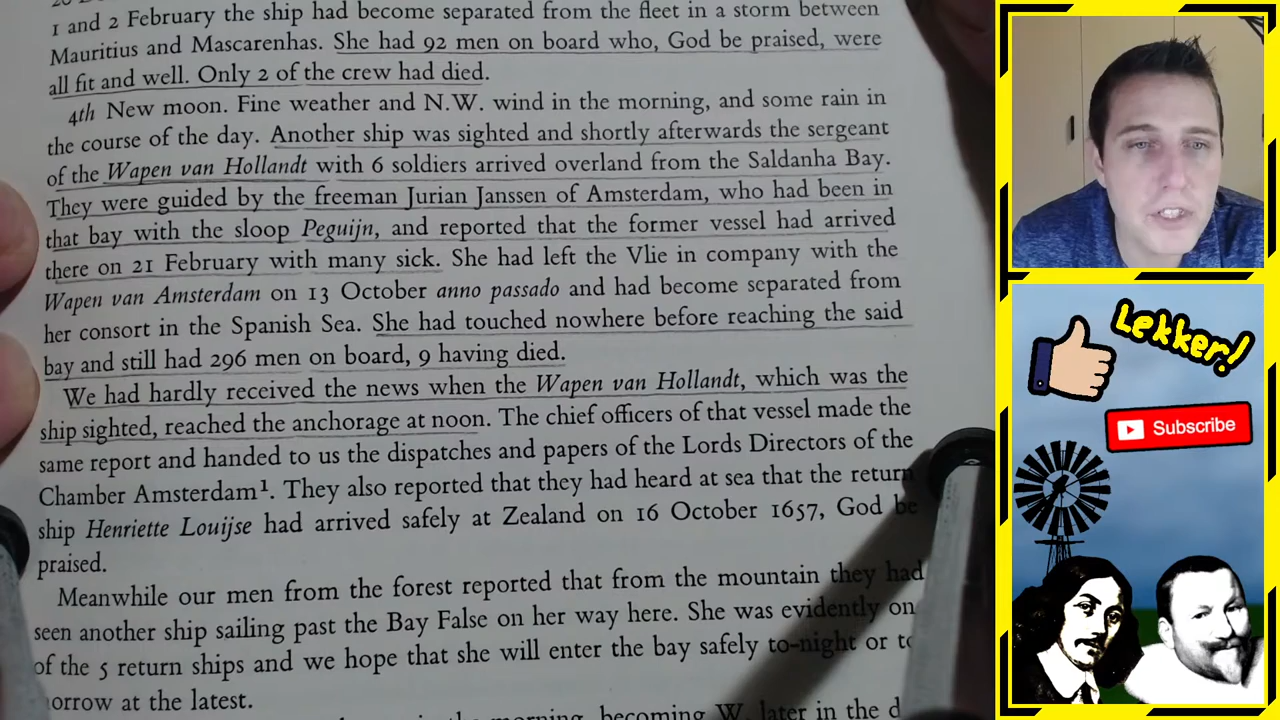 1 and 2 February the ship had become separated from the fleet in a storm between
Mauritius and Mascarenhas. She had 92 men on board who, God be praised, were
all fit and well. Only 2 of the crew had died.
4th New moon. Fine weather and N.W. wind in the morning, and some rain in
the course of the day. Another ship was sighted and shortly afterwards the sergeant
of the Wapen van Hollandt with 6 soldiers arrived overland from the Saldanha Bay.
They were guided by the freeman Jurian Janssen of Amsterdam, who had been in
that bay with the sloop Peguijn, and reported that the former vessel had arrived
there on 21 February with many sick. She had left the Vlie in company with the
Wapen van Amsterdam on 13 October anno passado and had become separated from
her consort in the Spanish Sea. She had touched nowhere before reaching the said
bay and still had 296 men on board, 9 having died.
We had hardly received the news when the Wapen van Hollandt, which was the
ship sighted, reached the anchorage at noon. The chief officers of that vessel made the
same report and handed to us the dispatches and papers of the Lords Directors of the
Chamber Amsterdam¹. They also reported that they had heard at sea that the return
ship Henriette Louijse had arrived safely at Zealand on 16 October 1657, God be
praised.
Meanwhile our men from the forest reported that from the mountain they had
seen another ship sailing past the Bay False on her way here. She was evidently on
of the 5 return ships and we hope that she will enter the bay safely to-night or to
orrow at the latest.
morning, becoming W. later in the d
Lekker!
Subscribe